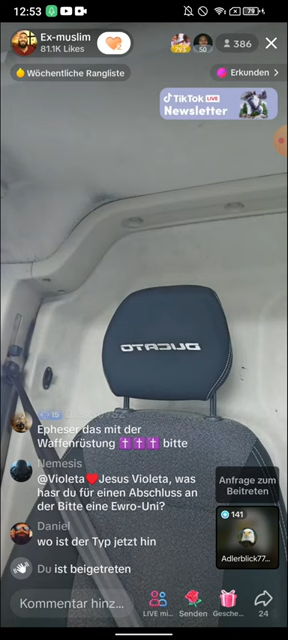 12:53
79
Ex-muslim
81.1K Likes
793
50
386
Wöchentliche Rangliste
Erkunden >
TikTok LIVE
Newsletter
DUCATO
Epheser das mit der
Waffenrüstung ✝️✝️✝️ bitte
Nemesis
@Violeta❤️Jesus Violeta, was
hasr du für einen Abschluss an
der Bitte eine Ewro-Uni?
Daniel
wo ist der Typ jetzt hin
Du ist beigetreten
Anfrage zum
Beitreten
141
Adlerblick77...
Kommentar hinz...
LIVE mi...
Senden
Gesche...
24